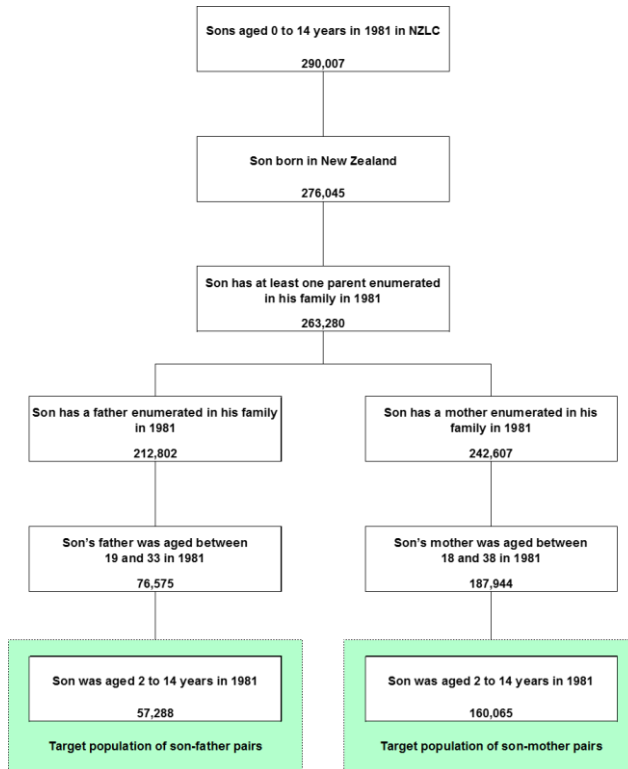 Sons aged 0 to 14 years in 1981 in NZLC
290,007
Son born in New Zealand
276,045
Son has at least one parent enumerated
in his family in 1981
263,280
Son has a father enumerated in his family
in 1981
212,802
Son has a mother enumerated in his
family in 1981
242,607
Son's father was aged between
19 and 33 in 1981
76,575
Son's mother was aged between
18 and 38 in 1981
187,944
Son was aged 2 to 14 years in 1981
57,288
Target population of son-father pairs
Son was aged 2 to 14 years in 1981
160,065
Target population of son-mother pairs